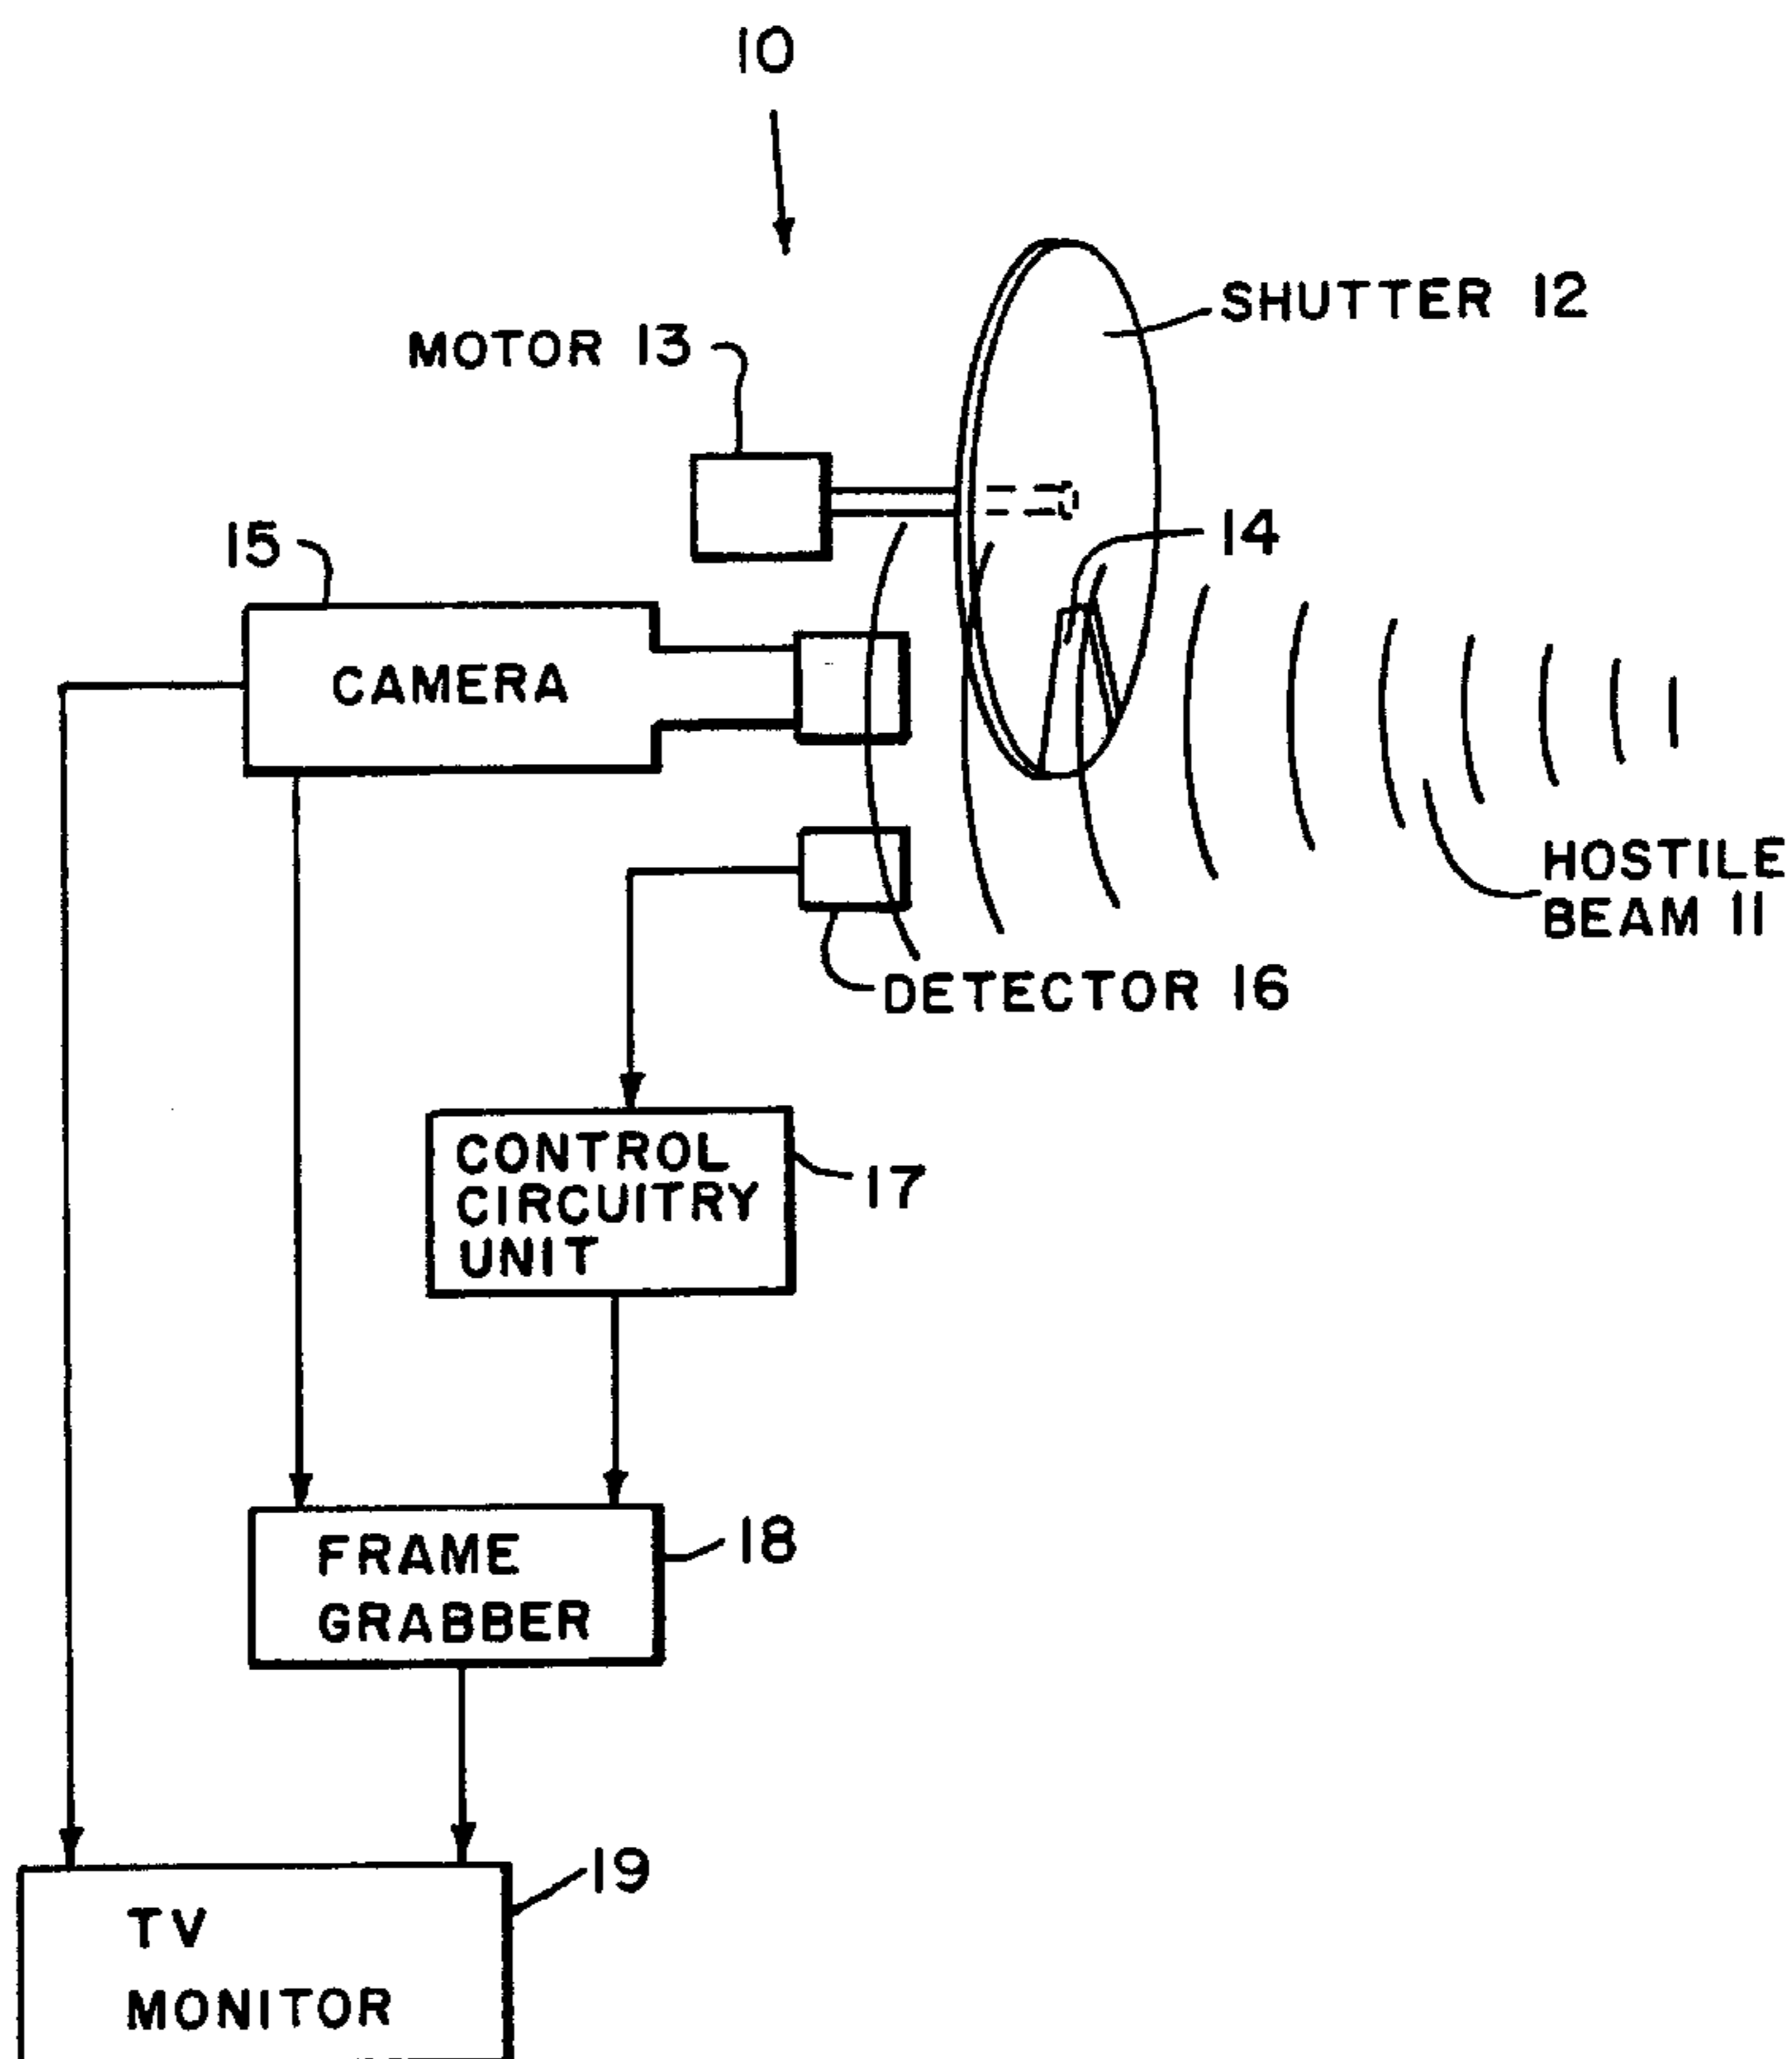 10
SHUTTER 12
MOTOR 13
14
15
CAMERA
HOSTILE
BEAM 11
DETECTOR 16
CONTROL
CIRCUITRY
UNIT
17
FRAME
GRABBER
18
19
TV
MONITOR